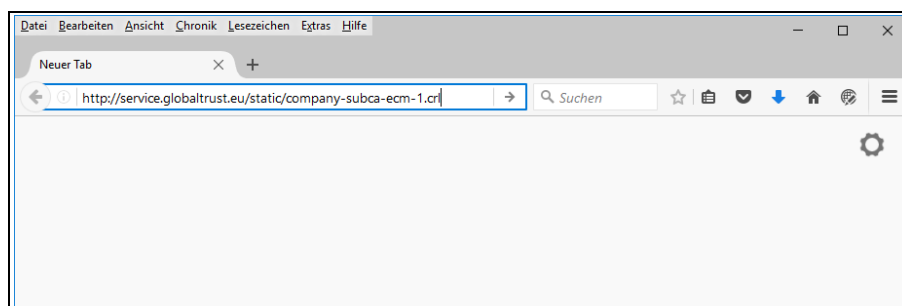 Datei Bearbeiten Ansicht Chronik Lesezeichen Extras Hilfe
Neuer Tab
http://service.globaltrust.eu/static/company-subca-ecm-1.crl
Suchen